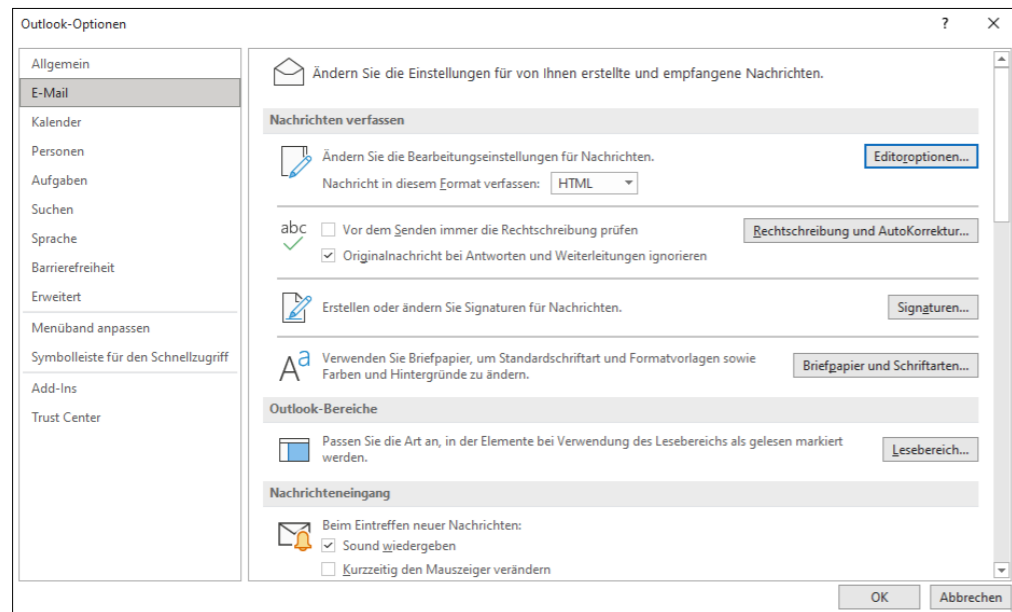 Outlook-Optionen
?
Allgemein
E-Mail
Kalender
Personen
Aufgaben
Suchen
Sprache
Barrierefreiheit
Erweitert
Menüband anpassen
Symbolleiste für den Schnellzugriff
Add-Ins
Trust Center
Ändern Sie die Einstellungen für von Ihnen erstellte und empfangene Nachrichten.
Nachrichten verfassen
Ändern Sie die Bearbeitungseinstellungen für Nachrichten.
Editoroptionen...
Nachricht in diesem Format verfassen: HTML
abc
Vor dem Senden immer die Rechtschreibung prüfen
Rechtschreibung und AutoKorrektur...
Originalnachricht bei Antworten und Weiterleitungen ignorieren
Erstellen oder ändern Sie Signaturen für Nachrichten.
Signaturen...
Aa
Verwenden Sie Briefpapier, um Standardschriftart und Formatvorlagen sowie
Farben und Hintergründe zu ändern.
Briefpapier und Schriftarten...
Outlook-Bereiche
Passen Sie die Art an, in der Elemente bei Verwendung des Lesebereichs als gelesen markiert
werden.
Lesebereich...
Nachrichteneingang
Beim Eintreffen neuer Nachrichten:
Sound wiedergeben
Kurzzeitig den Mauszeiger verändern
OK
Abbrechen